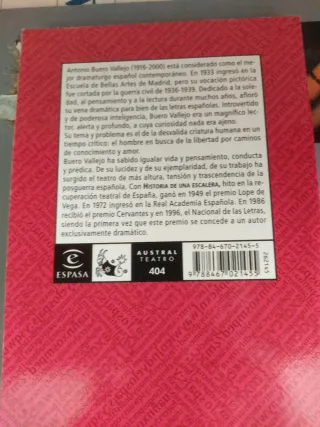 Antonio Buero Vallejo (1916-2000) está considerado como el me-
jor dramaturgo español contemporáneo. En 1933 ingresó en la
Escuela de Bellas Artes de Madrid, pero su vocación pictórica
fue cortada por la guerra civil de 1936-1939. Dedicado a la sole-
dad, al pensamiento y a la lectura durante muchos años, afloró
su vena dramática para bien de las letras españolas. Introvertido
y de poderosa inteligencia, Buero Vallejo era un magnífico lec-
tor, alerta y profundo, a cuya curiosidad nada era ajeno.
Su tema y problema es el de la desvalida criatura humana en un
tiempo crítico: el hombre en busca de la libertad por caminos
de conocimiento y amor.
Buero Vallejo ha sabido igualar vida y pensamiento, conducta
y prédica. De su lucidez y de su ejemplaridad, de su trabajo ha
surgido el teatro de más altura, tensión y trascendencia de la
posguerra española. Con HISTORIA DE UNA ESCALERA, hito en la re-
cuperación teatral de España, ganó en 1949 el premio Lope de
Vega. En 1972 ingresó en la Real Academia Española. En 1986
recibió el premio Cervantes y en 1996, el Nacional de las Letras,
siendo la primera vez que este premio se concede a un autor
exclusivamente dramático.
ESPASA
AUSTRAL
TEATRO
404
978-84-670-2145-5
9 788467 021455